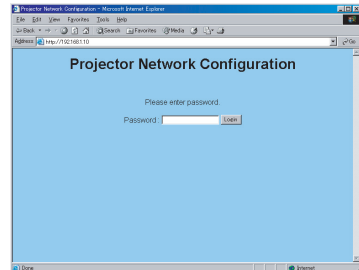 Projector Network Configuration - Microsoft Internet Explorer
File Edit View Favorites Tools Help
Back Search Favorites Media
Address http://192.168.1.10 Go
Projector Network Configuration
Please enter password.
Password : Login
Done Internet